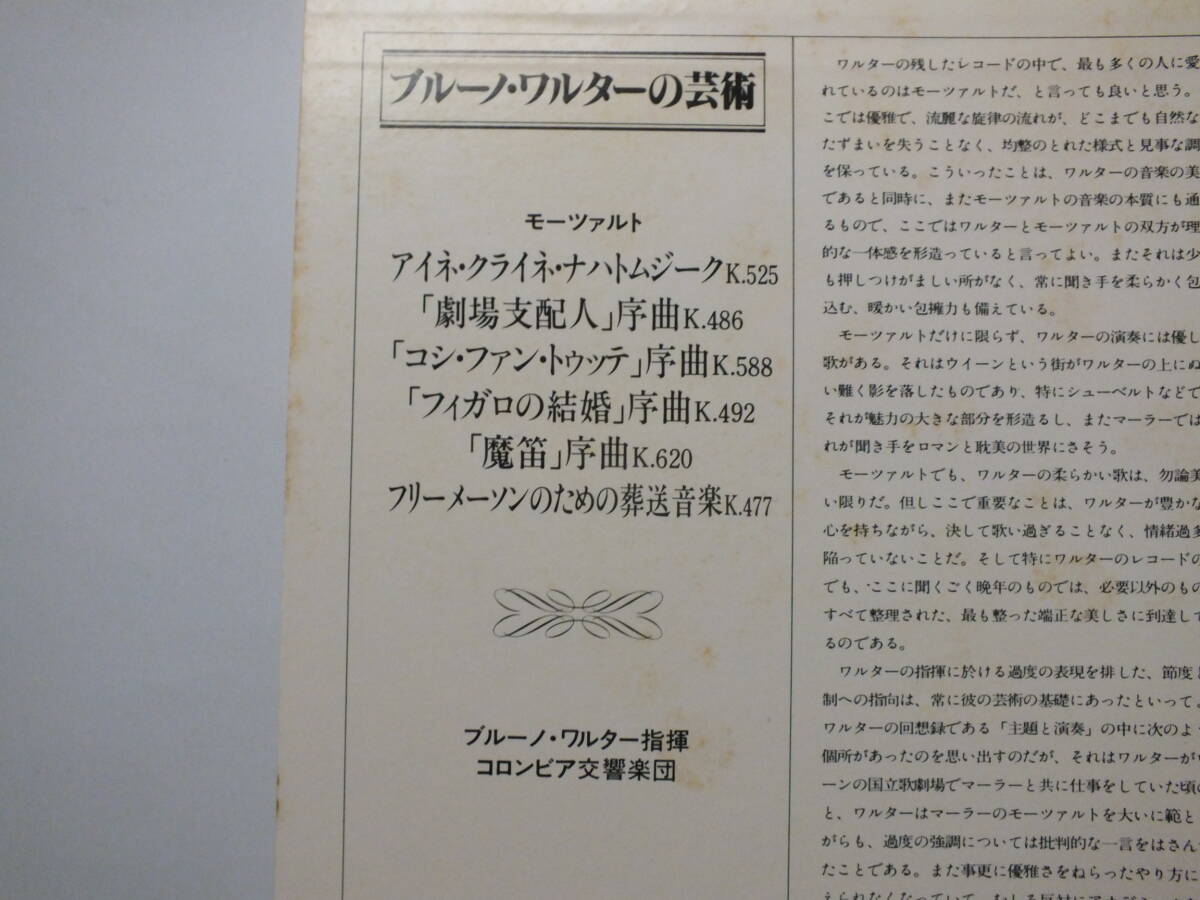 ブルーノ・ワルターの芸術
モーツァルト
アイネ・クライネ・ナハトムジークK.525
「劇場支配人」序曲K.486
「コシ・ファン・トゥッテ」序曲K.588
「フィガロの結婚」序曲K.492
「魔笛」序曲K.620
フリーメーソンのための葬送音楽K.477
ブルーノ・ワルター指揮
コロンビア交響楽団
ワルターの残したレコードの中で、最も多くの人に愛
れているのはモーツァルトだ、と言っても良いと思う。
こでは優雅で、流麗な旋律の流れが、どこまでも自然な
たずまいを失うことなく、均整のとれた様式と見事な調
を保っている。こういったことは、ワルターの音楽の美
であると同時に、またモーツァルトの音楽の本質にも通
るもので、ここではワルターとモーツァルトの双方が理
的な一体感を形造っていると言ってよい。またそれは少
も押しつけがましい所がなく、常に聞き手を柔らかく包
込む、暖かい包擁力も備えている。
モーツァルトだけに限らず、ワルターの演奏には優し
歌がある。それはウイーンという街がワルターの上にぬ
い難く影を落したものであり、特にシューベルトなどで
それが魅力の大きな部分を形造るし、またマーラーでは
れが聞き手をロマンと耽美の世界にさそう。
モーツァルトでも、ワルターの柔らかい歌は、勿論美
い限りだ。但しここで重要なことは、ワルターが豊かな
心を持ちながら、決して歌い過ぎることなく、情緒過多
陥っていないことだ。そして特にワルターのレコードの
でも、ここに聞くごく晩年のものでは、必要以外のもの
すべて整理された、最も整った端正な美しさに到達して
るのである。
ワルターの指揮に於ける過度の表現を排した、節度
制への指向は、常に彼の芸術の基礎にあったといって
ワルターの回想録である「主題と演奏」の中に次のよ
個所があったのを思い出すのだが、それはワルターが
ーンの国立歌劇場でマーラーと共に仕事をしていた頃
と、ワルターはマーラーのモーツァルトを大いに範と
がらも、過度の強調については批判的な一言をはさん
たことである。また事更に優雅さをねらったやり方に
えられなくなっていて、むしろ反対に